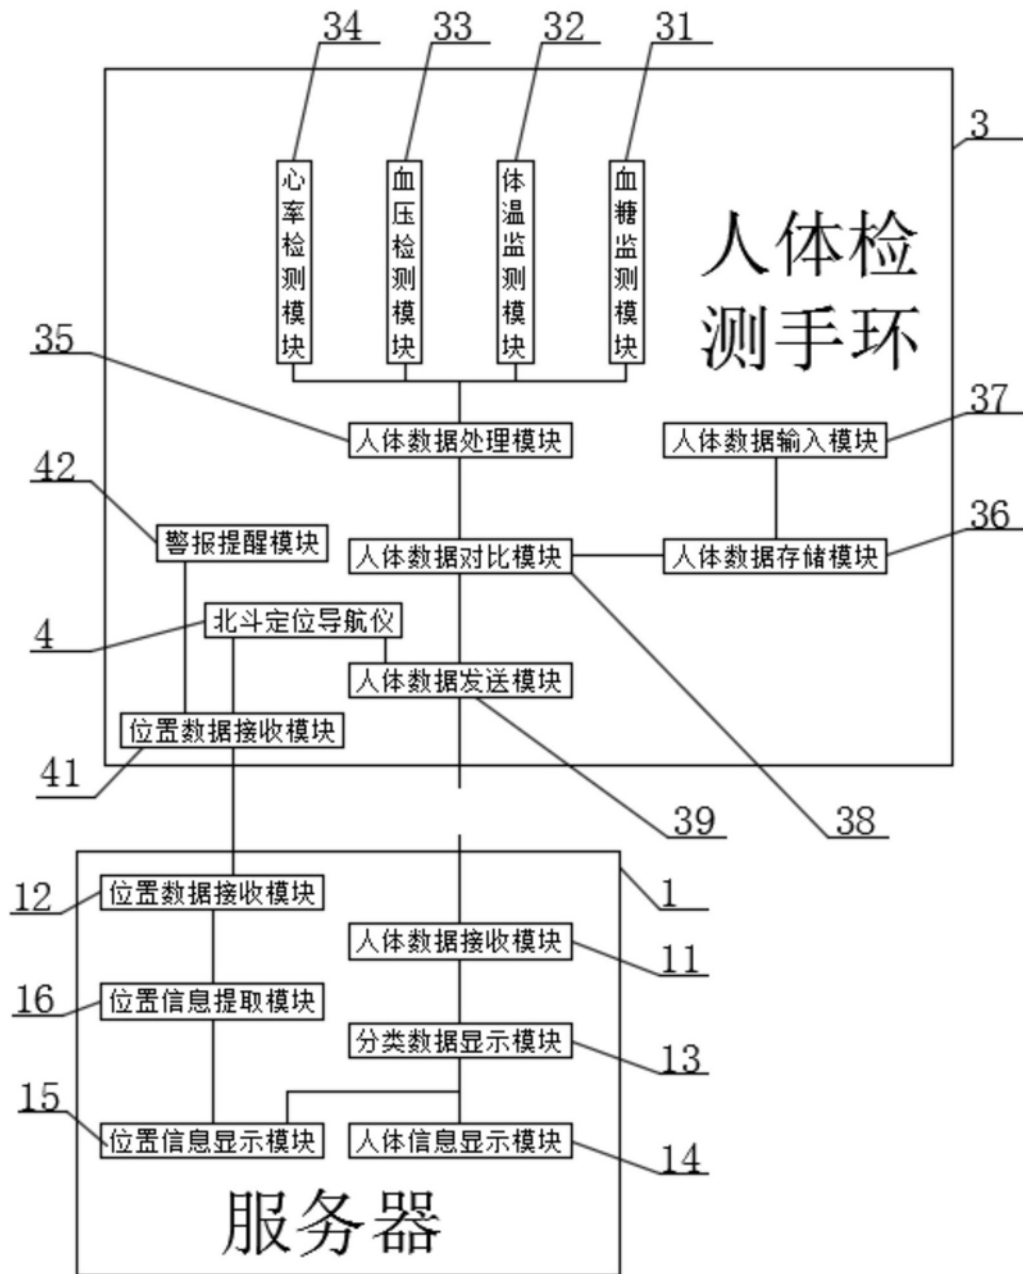 34
33
32
31
3
心率检测模块
血压检测模块
体温监测模块
血糖监测模块
人体检
测手环
35
37
人体数据处理模块
人体数据输入模块
42
36
警报提醒模块
人体数据对比模块
人体数据存储模块
4
北斗定位导航仪
人体数据发送模块
位置数据接收模块
41
39
38
12
位置数据接收模块
1
人体数据接收模块
11
16
位置信息提取模块
分类数据显示模块
13
15
位置信息显示模块
人体信息显示模块
14
服务器